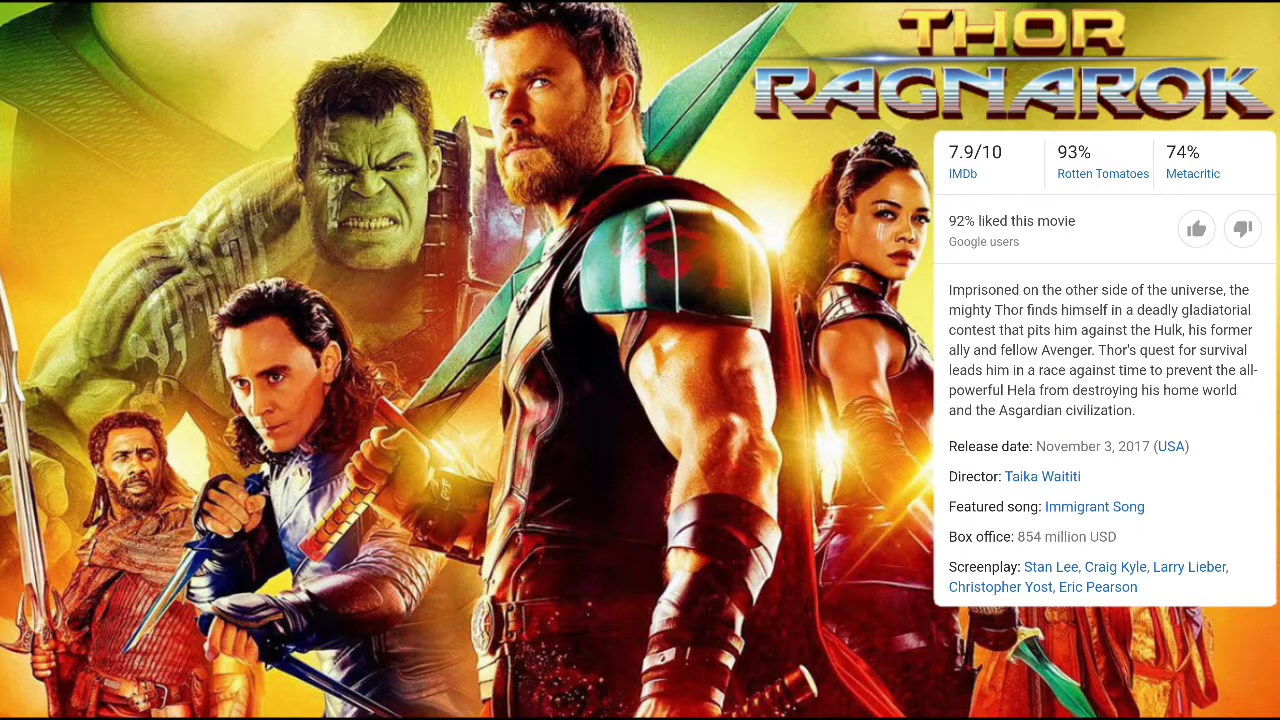 THOR
RAGNAROK
7.9/10
IMDb
93%
Rotten Tomatoes
74%
Metacritic
92% liked this movie
Google users
Imprisoned on the other side of the universe, the
mighty Thor finds himself in a deadly gladiatorial
contest that pits him against the Hulk, his former
ally and fellow Avenger. Thor's quest for survival
leads him in a race against time to prevent the all-
powerful Hela from destroying his home world
and the Asgardian civilization.
Release date: November 3, 2017 (USA)
Director: Taika Waititi
Featured song: Immigrant Song
Box office: 854 million USD
Screenplay: Stan Lee, Craig Kyle, Larry Lieber,
Christopher Yost, Eric Pearson